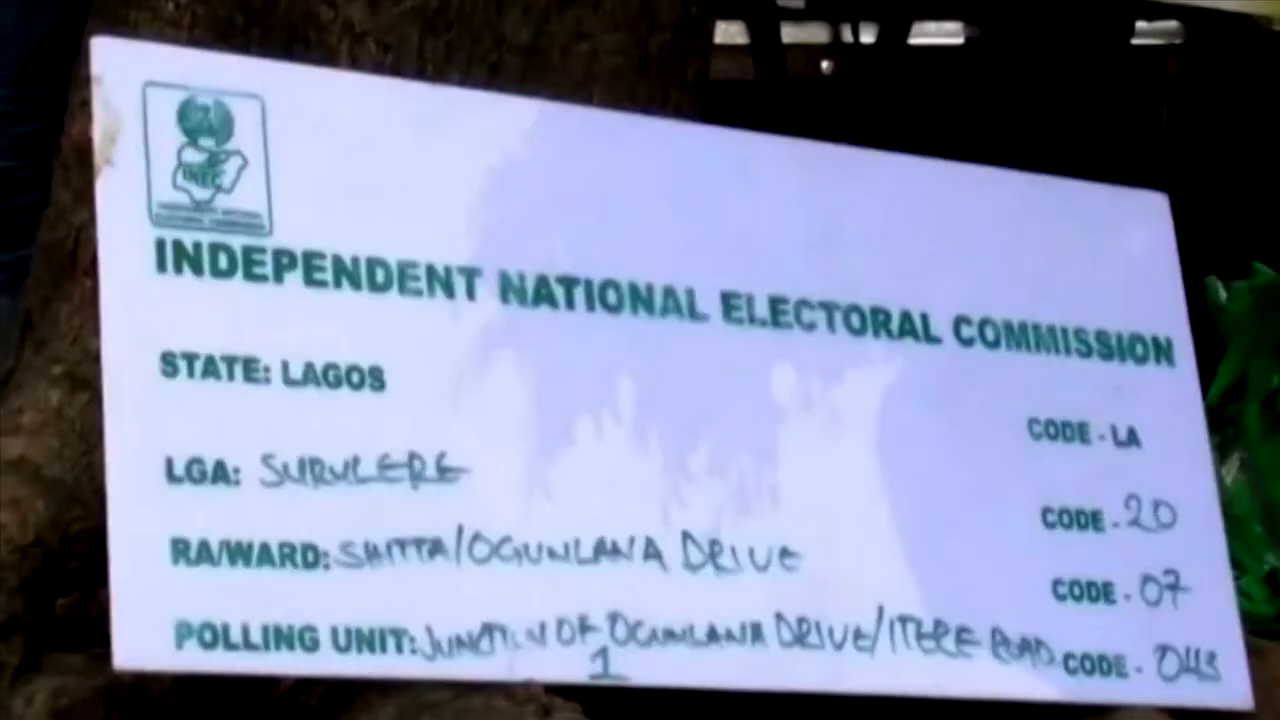 INEC
INDEPENDENT NATIONAL ELECTORAL COMMISSION
STATE: LAGOS CODE - LA
LGA: SURULERE CODE - 20
RA/WARD: SHITTA/OGUNLANA DRIVE CODE - 07
POLLING UNIT: JUNCTION OF OGUNLANA DRIVE/ITERE ROAD CODE - 043
1